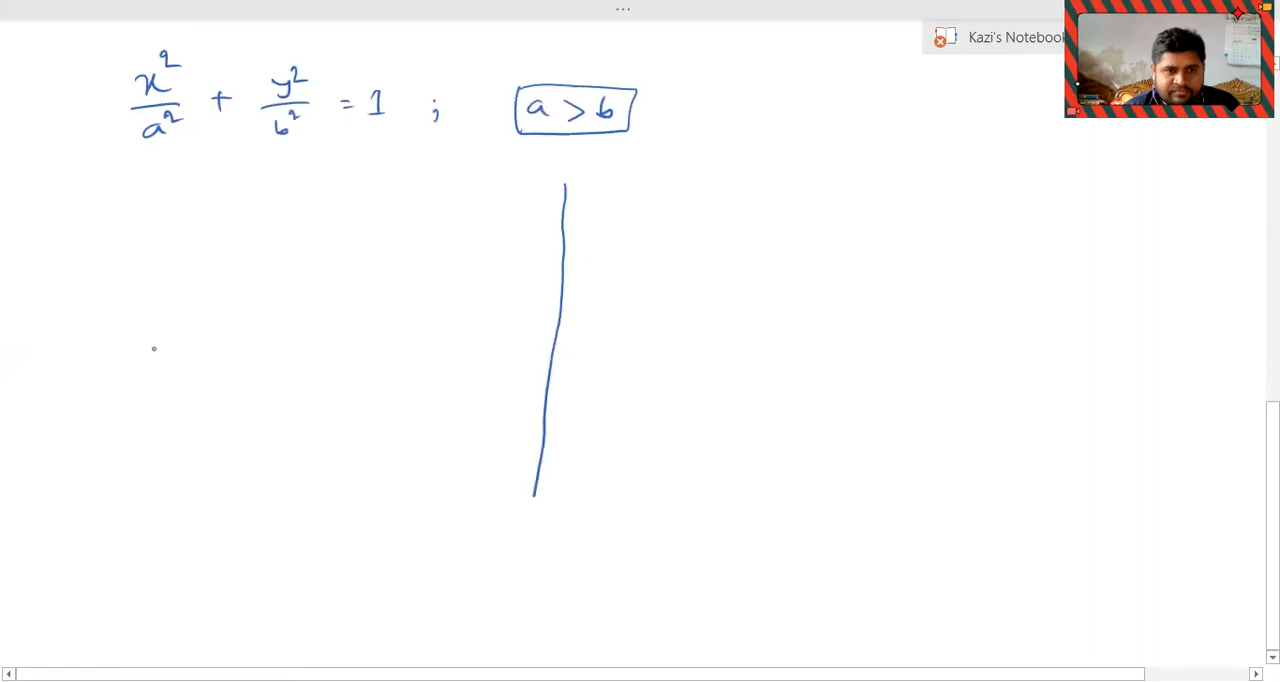 Kazi's Notebook
x²/a² + y²/b² = 1 ; a > b